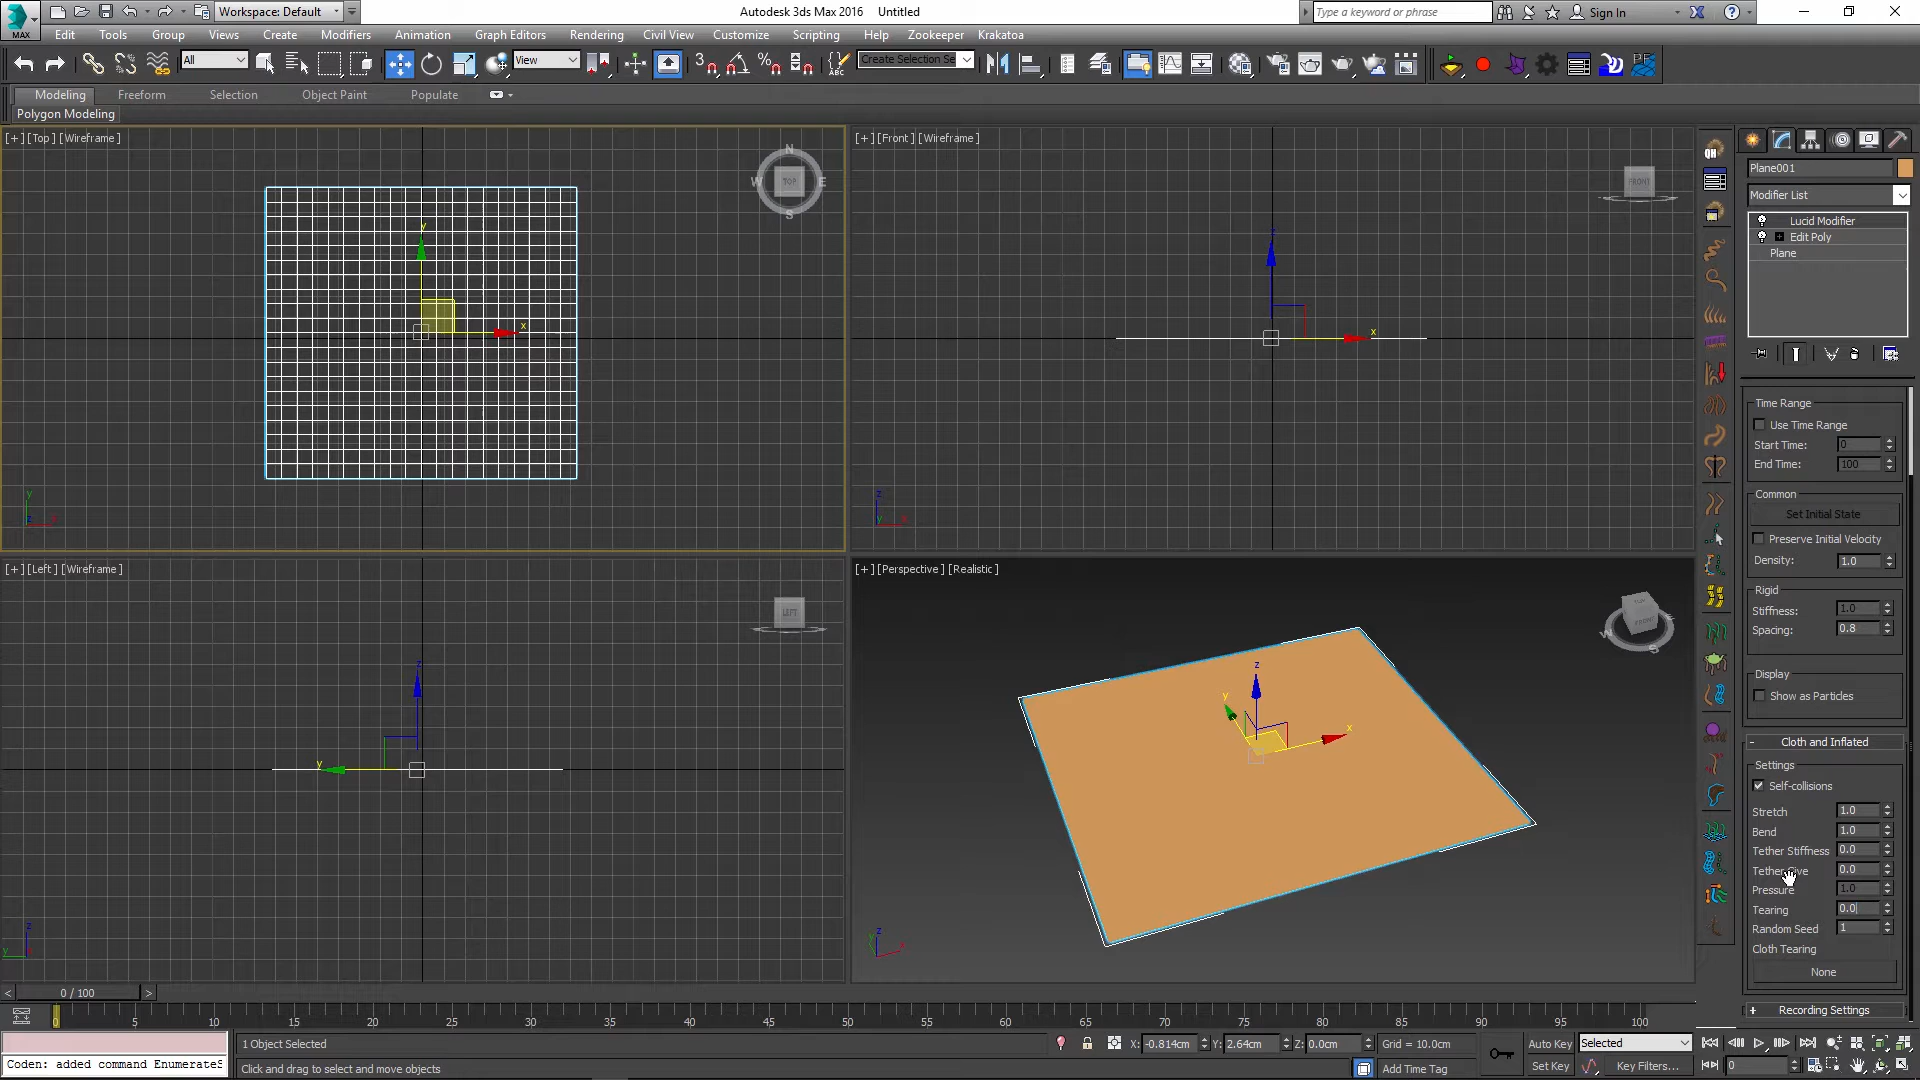 Workspace: Default
Autodesk 3ds Max 2016 Untitled
Type a keyword or phrase
Sign In
MAX
Edit Tools Group Views Create Modifiers Animation Graph Editors Rendering Civil View Customize Scripting Help Zookeeper Krakatoa
All
View
3
ABC
Create Selection Se
PF
Modeling Freeform Selection Object Paint Populate
Polygon Modeling
[+] [Top] [Wireframe]
N
W TOP E
S
y
x
y
z x
[+] [Front] [Wireframe]
FRONT
z
x
z
y x
[+] [Left] [Wireframe]
LEFT
z
y
z
y
[+] [Perspective] [Realistic]
TOP
FRONT
W S
z
y x
z
x
QH
Plane001
Modifier List
Lucid Modifier
Edit Poly
Plane
Time Range
Use Time Range
Start Time: 0
End Time: 100
Common
Set Initial State
Preserve Initial Velocity
Density: 1.0
Rigid
Stiffness: 1.0
Spacing: 0.8
Display
Show as Particles
- Cloth and Inflated
Settings
Self-collisions
Stretch 1.0
Bend 1.0
Tether Stiffness 0.0
Tether ive 0.0
Pressure 1.0
Tearing 0.0
Random Seed 1
Cloth Tearing
None
+ Recording Settings
< 0 / 100 >
0 5 10 15 20 25 30 35 40 45 50 55 60 65 70 75 80 85 90 95 100
1 Object Selected
X: -0.814cm Y: 2.64cm Z: 0.0cm Grid = 10.0cm
Auto Key Selected
Coden: added command EnumerateS
Click and drag to select and move objects
Add Time Tag
Set Key Key Filters... 0